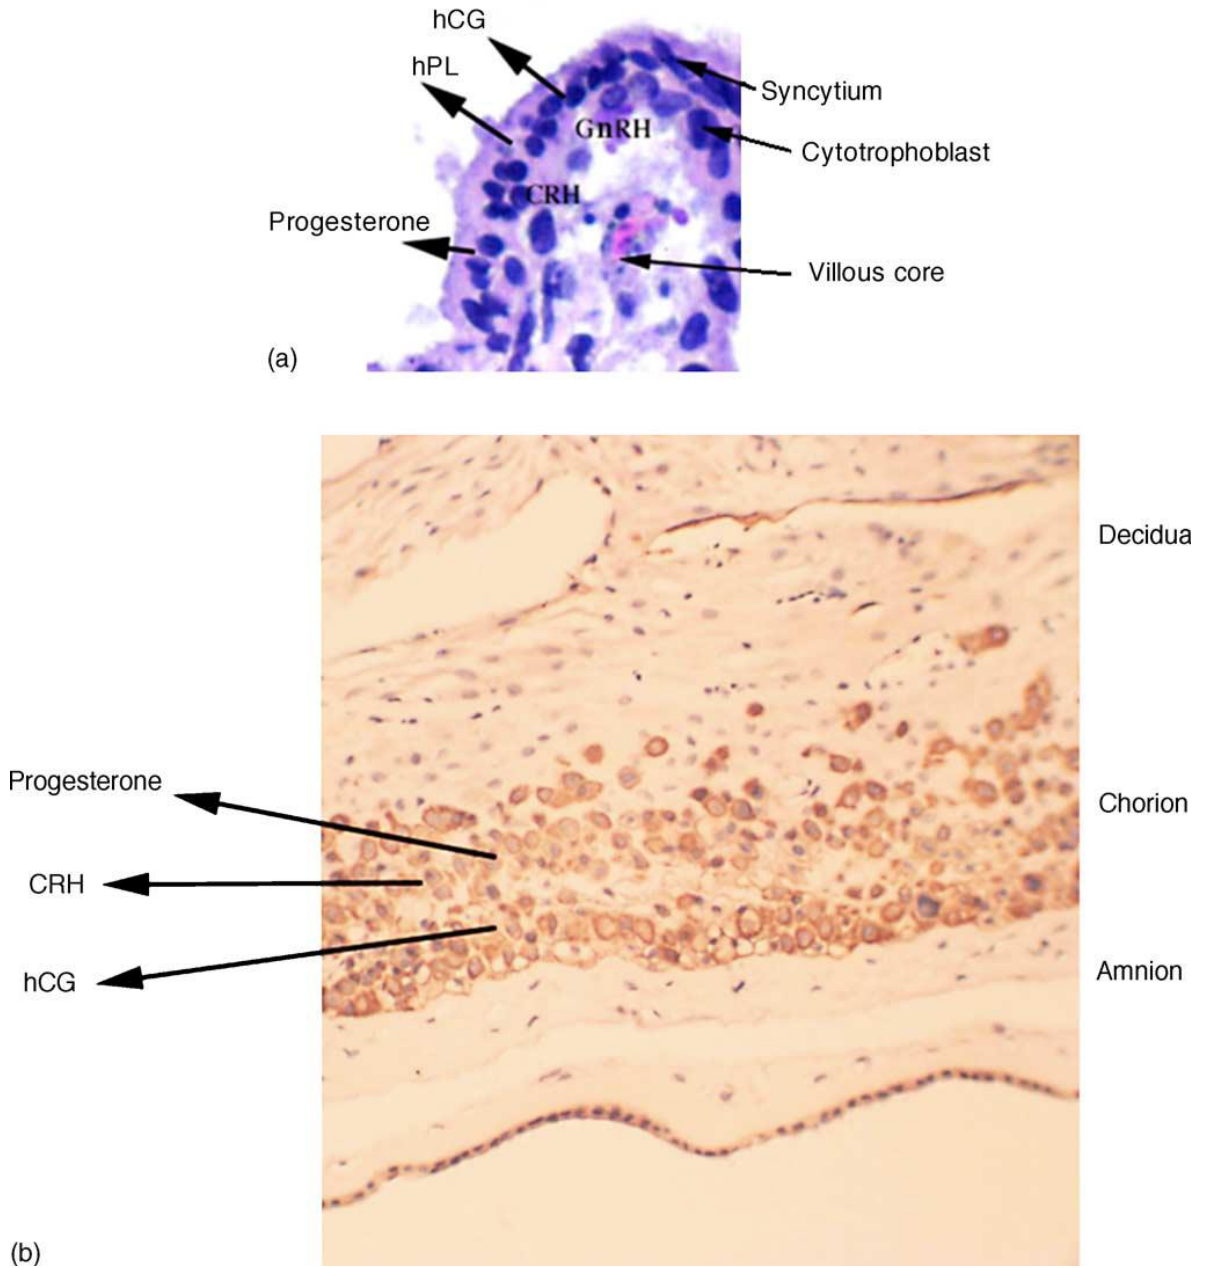 hCG
hPL
Syncytium
GnRH
Cytotrophoblast
CRH
Progesterone
Villous core
(a)
Decidua
Progesterone
Chorion
CRH
Amnion
hCG
(b)